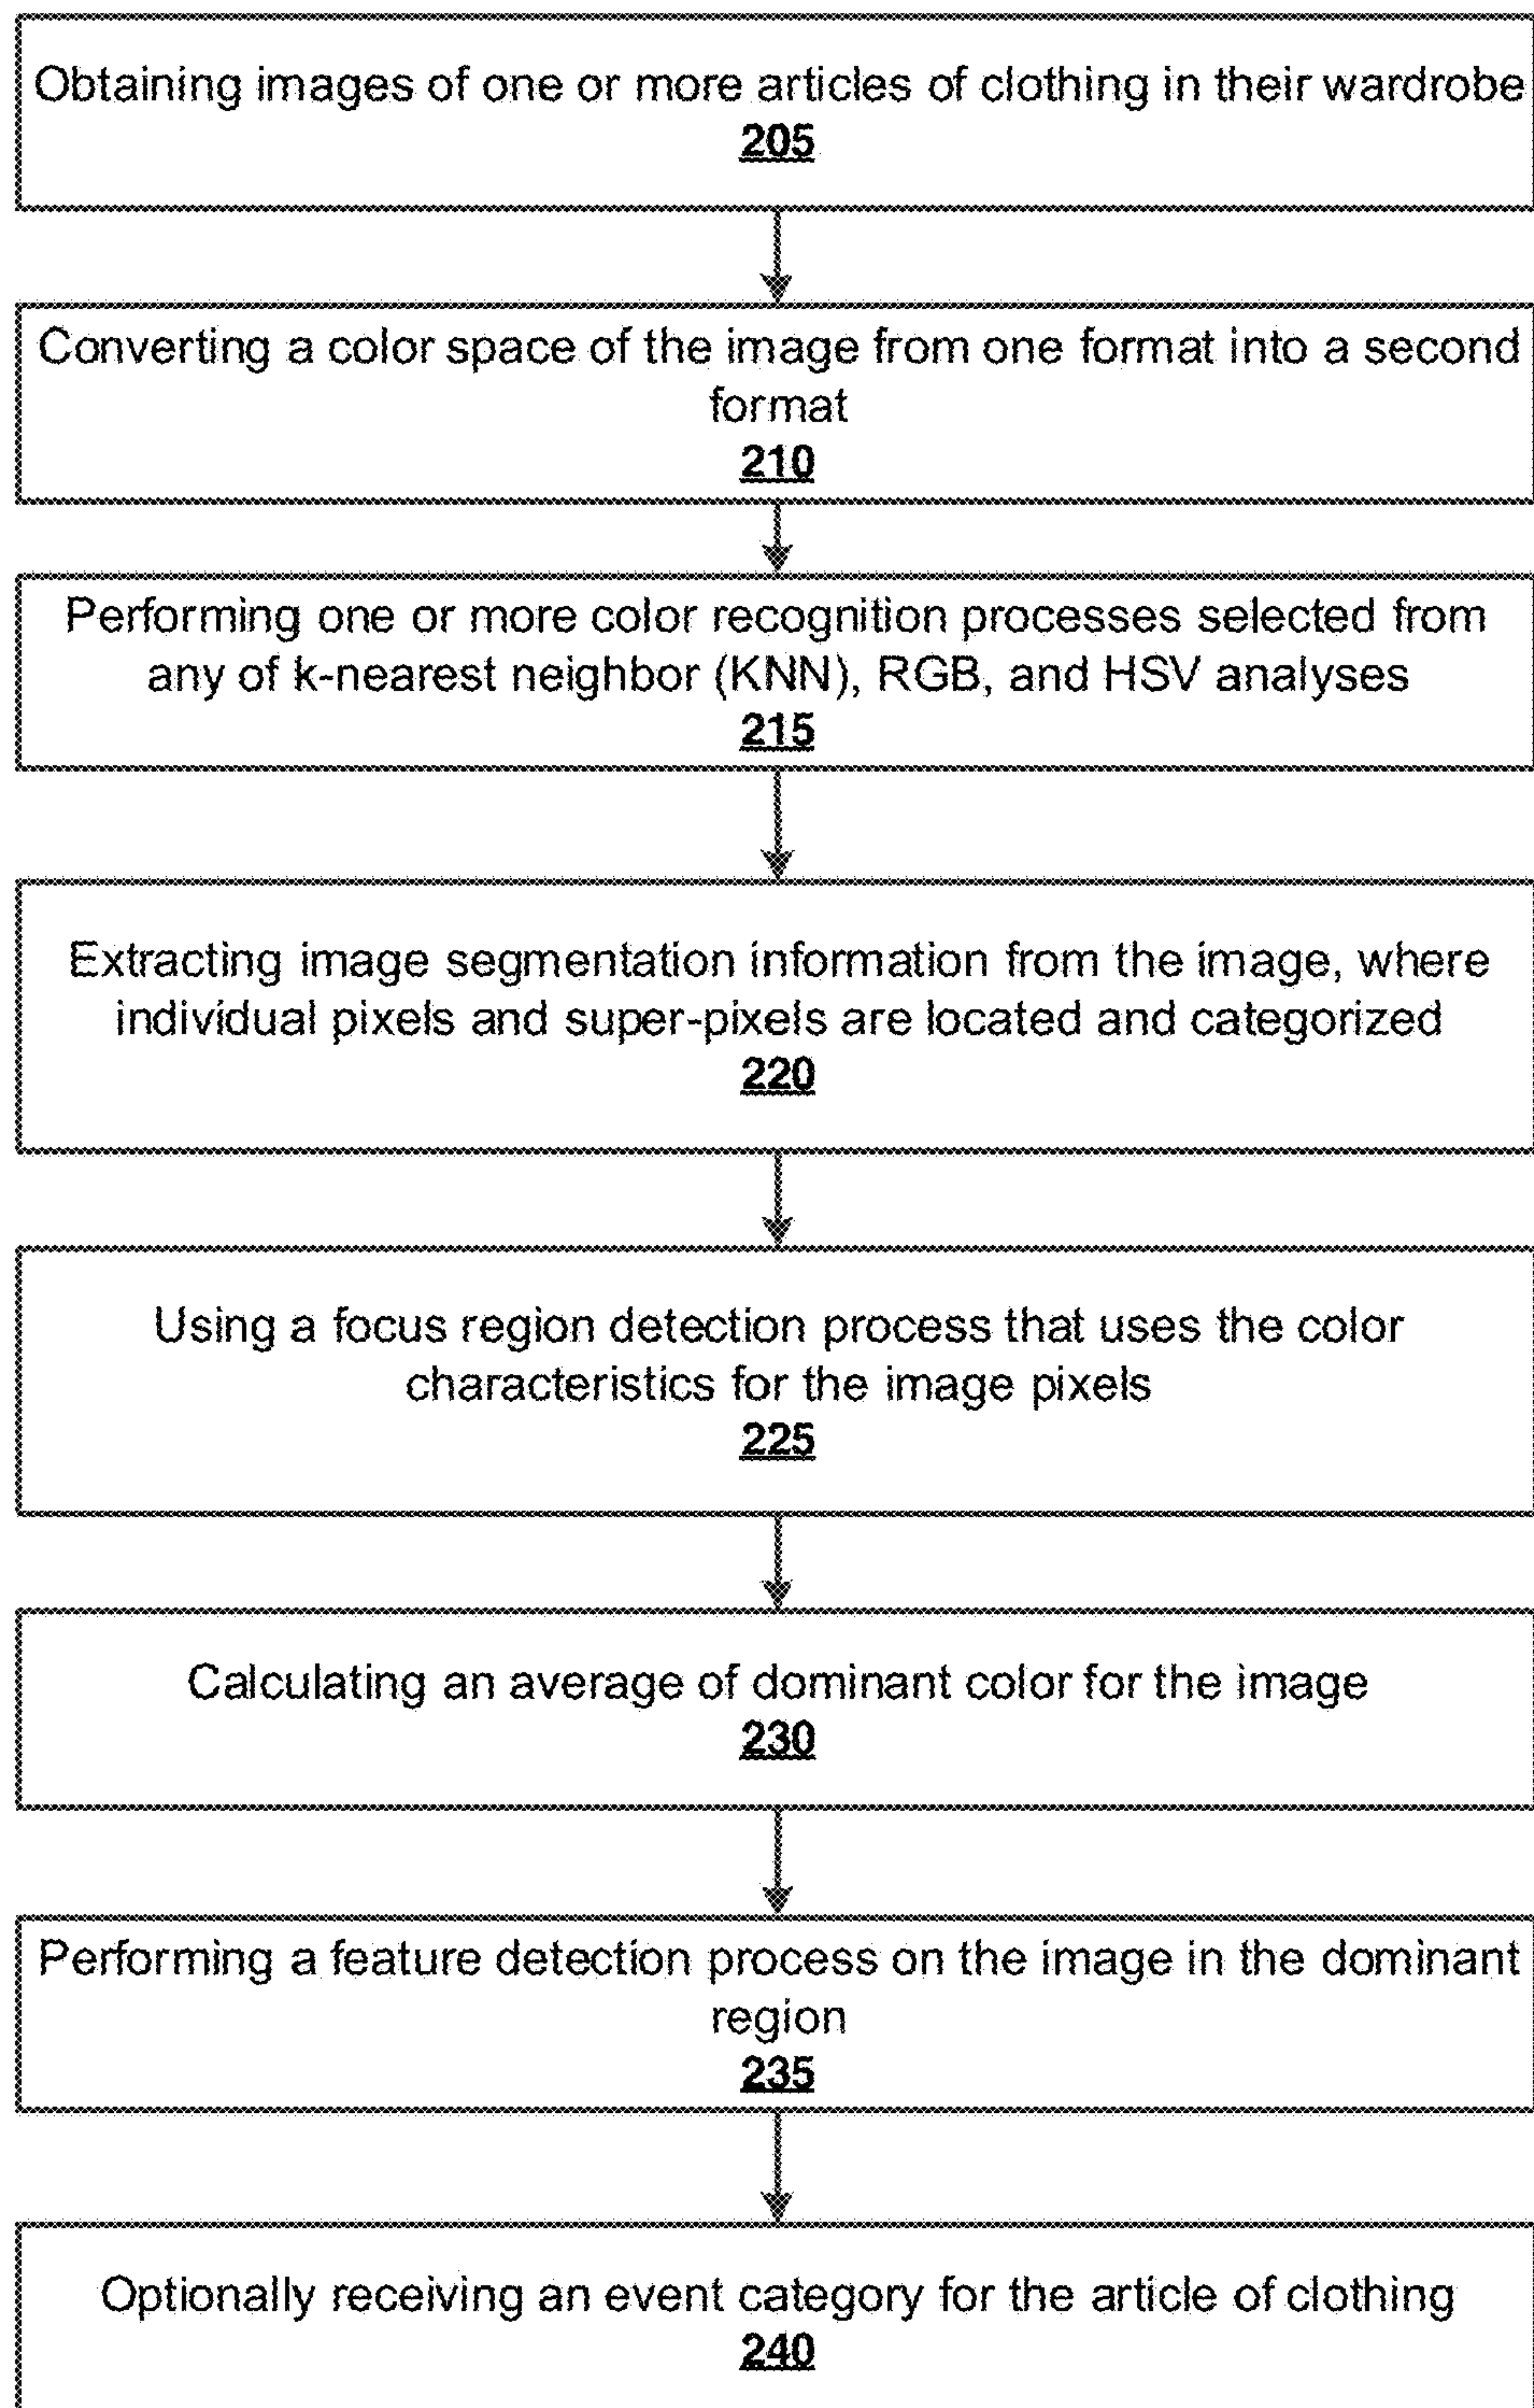 Obtaining images of one or more articles of clothing in their wardrobe
205
Converting a color space of the image from one format into a second
format
210
Performing one or more color recognition processes selected from
any of k-nearest neighbor (KNN), RGB, and HSV analyses
215
Extracting image segmentation information from the image, where
individual pixels and super-pixels are located and categorized
220
Using a focus region detection process that uses the color
characteristics for the image pixels
225
Calculating an average of dominant color for the image
230
Performing a feature detection process on the image in the dominant
region
235
Optionally receiving an event category for the article of clothing
240